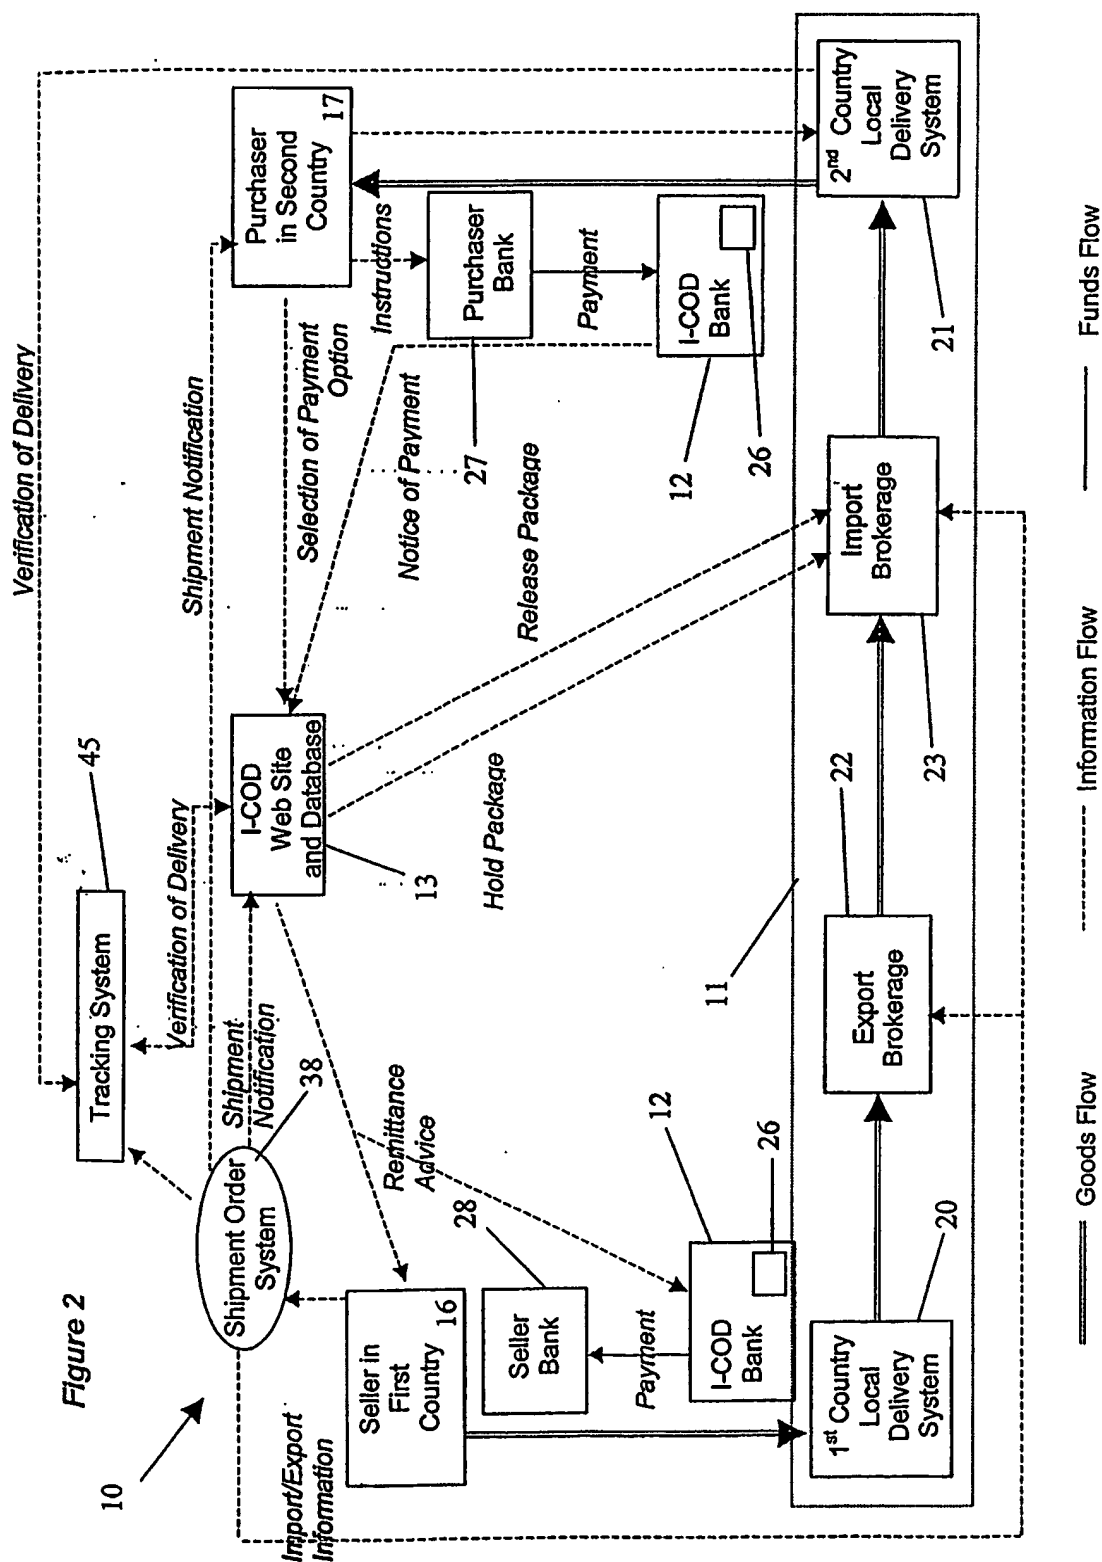 Figure 2
10
Verification of Delivery
Tracking System
45
Verification of Delivery
Shipment Notification
Shipment Order
System
38
Shipment
Notification
I-COD
Web Site
and Database
13
Purchaser
in Second
Country
17
Selection of Payment
Option
Instructions
Purchaser
Bank
27
Notice of Payment
Payment
I-COD
Bank
26
12
Release Package
Hold Package
Remittance
Advice
Import/Export
Information
Seller in
First
Country
16
Seller
Bank
28
Payment
I-COD
Bank
26
12
11
1st Country
Local
Delivery
System
20
Export
Brokerage
22
Import
Brokerage
23
2nd Country
Local
Delivery
System
21
Goods Flow
Information Flow
Funds Flow